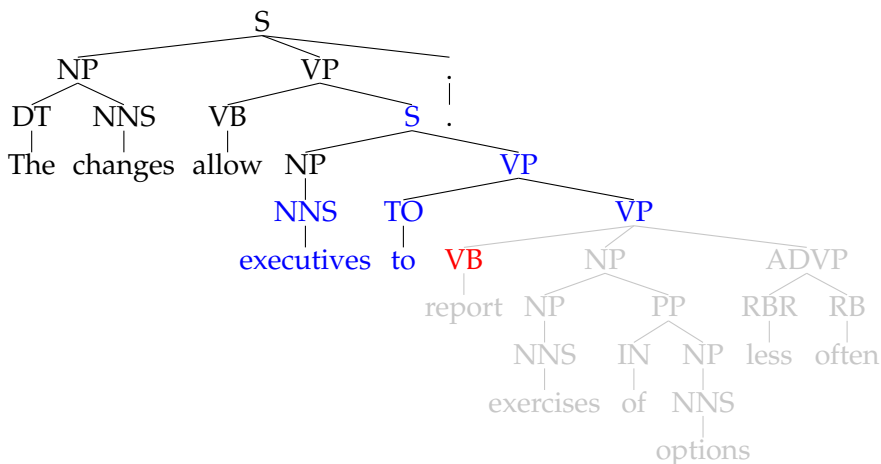 S
NP VP .
DT NNS VB S .
The changes allow NP VP
NNS TO VP
executives to VB NP ADVP
report NP PP RBR RB
NNS IN NP less often
exercises of NNS
options